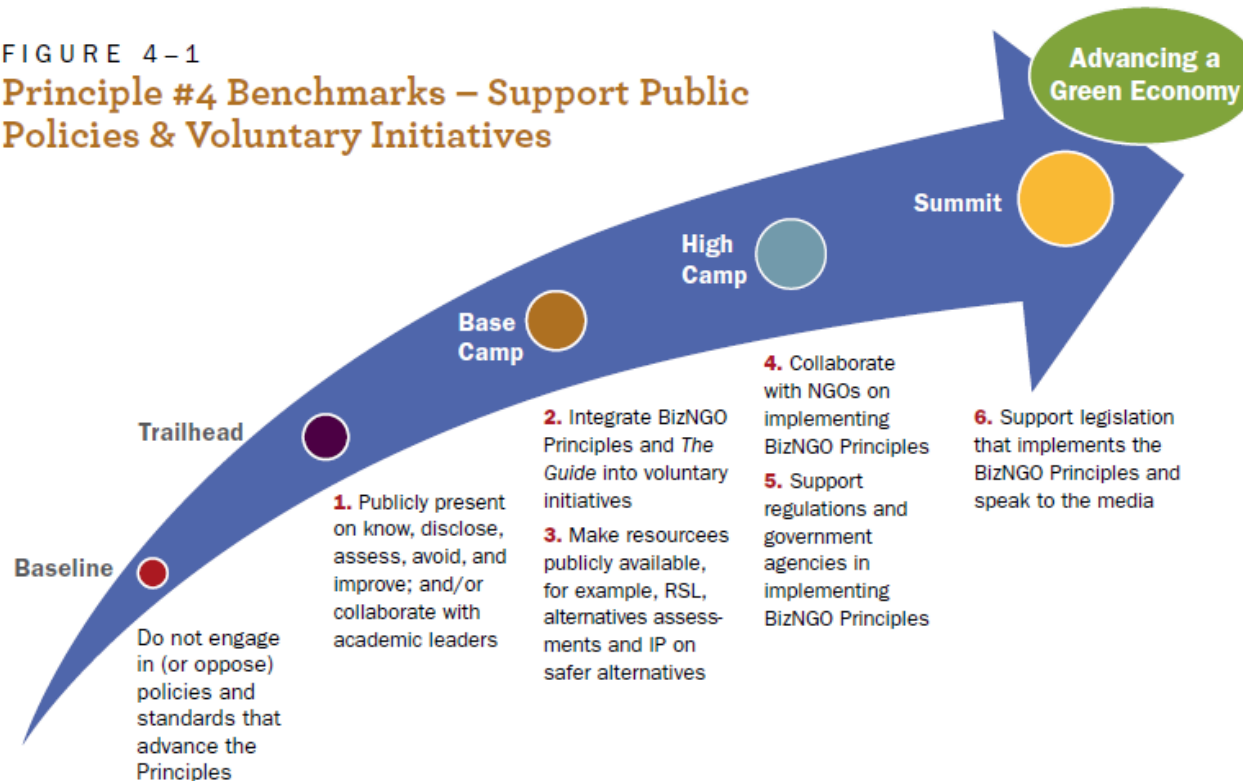 FIGURE 4–1
Principle #4 Benchmarks – Support Public
Policies & Voluntary Initiatives
Advancing a
Green Economy
Summit
High
Camp
Base
Camp
Trailhead
Baseline
Do not engage
in (or oppose)
policies and
standards that
advance the
Principles
1. Publicly present
on know, disclose,
assess, avoid, and
improve; and/or
collaborate with
academic leaders
2. Integrate BizNGO
Principles and The
Guide into voluntary
initiatives
3. Make resourcees
publicly available,
for example, RSL,
alternatives assess-
ments and IP on
safer alternatives
4. Collaborate
with NGOs on
implementing
BizNGO Principles
5. Support
regulations and
government
agencies in
implementing
BizNGO Principles
6. Support legislation
that implements the
BizNGO Principles and
speak to the media